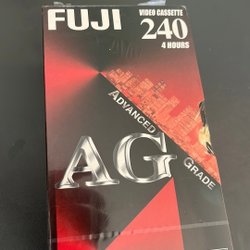 FUJI
VIDEO CASSETTE
240
4 HOURS
ADVANCED
GRADE
AG